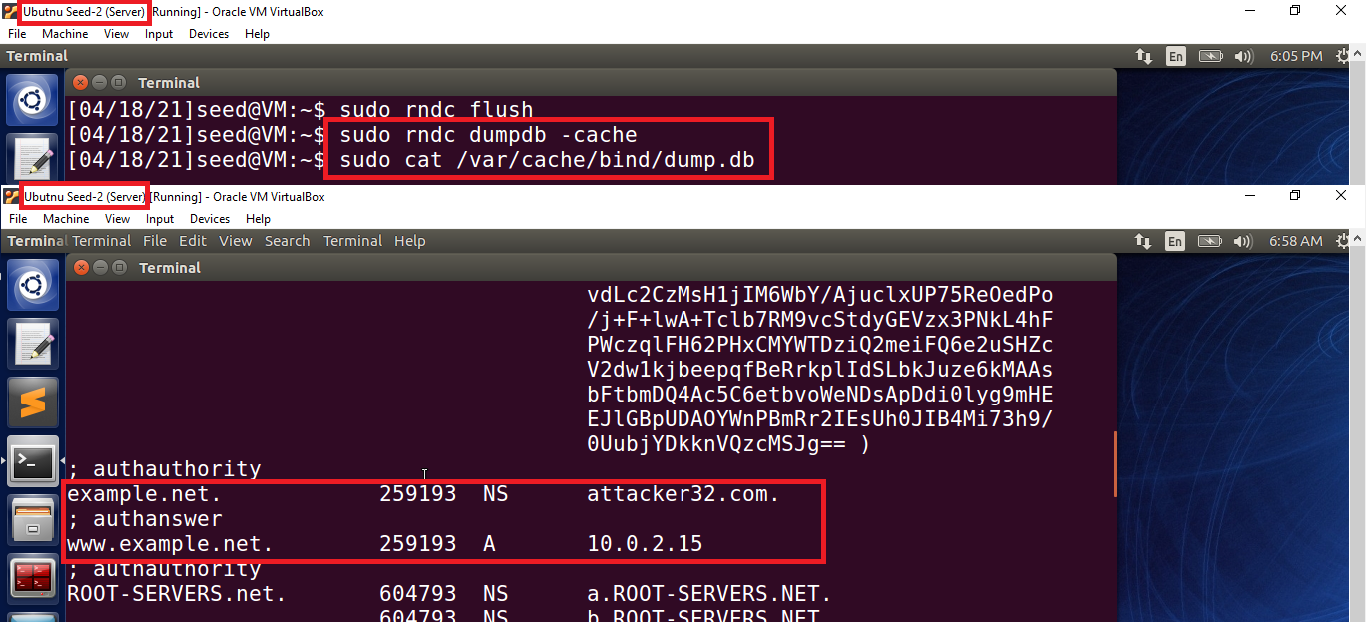 Ubutnu Seed-2 (Server) [Running] - Oracle VM VirtualBox
File Machine View Input Devices Help
Terminal En 6:05 PM
Terminal
[04/18/21]seed@VM:~$ sudo rndc flush
[04/18/21]seed@VM:~$ sudo rndc dumpdb -cache
[04/18/21]seed@VM:~$ sudo cat /var/cache/bind/dump.db
Ubutnu Seed-2 (Server) [Running] - Oracle VM VirtualBox
File Machine View Input Devices Help
Terminal Terminal File Edit View Search Terminal Help En 6:58 AM
Terminal
vdLc2CzMsH1jIM6WbY/AjuclxUP75ReOedPo
/j+F+lwA+Tclb7RM9vcStdyGEVzx3PNkL4hF
PWczqlFH62PHxCMYWTDziQ2meiFQ6e2uSHZc
V2dw1kjbeepqfBeRrkplIdSLbkJuze6kMAAs
bFtbmDQ4Ac5C6etbvoWeNDsApDdi0lyg9mHE
EJlGBpUDAOYWnPBmRr2IEsUh0JIB4Mi73h9/
0UubjYDkknVQzcMSJg== )
; authauthority
example.net. 259193 NS attacker32.com.
; authanswer
www.example.net. 259193 A 10.0.2.15
; authauthority
ROOT-SERVERS.net. 604793 NS a.ROOT-SERVERS.NET.
604793 NS b.ROOT-SERVERS.NET.